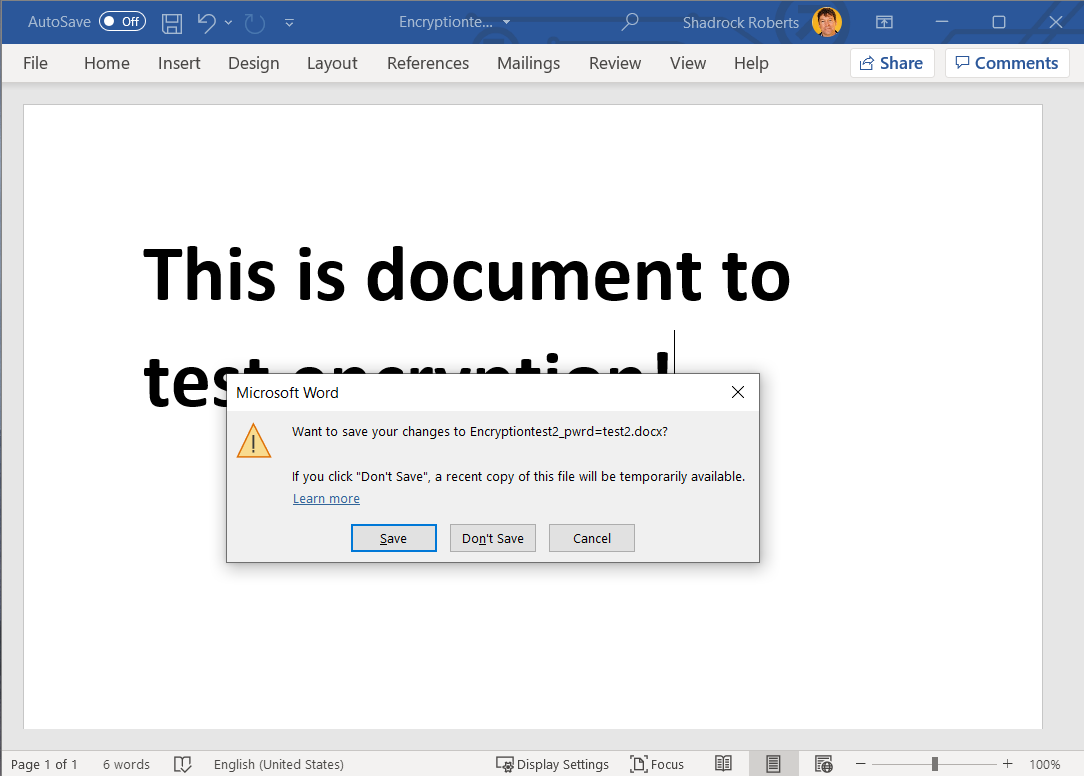 AutoSave Off Encryptionte... Shadrock Roberts
File Home Insert Design Layout References Mailings Review View Help Share Comments
This is document to
test encryption!
Microsoft Word
Want to save your changes to Encryptiontest2_pwrd=test2.docx?
If you click "Don't Save", a recent copy of this file will be temporarily available.
Learn more
Save Don't Save Cancel
Page 1 of 1 6 words English (United States) Display Settings Focus 100%